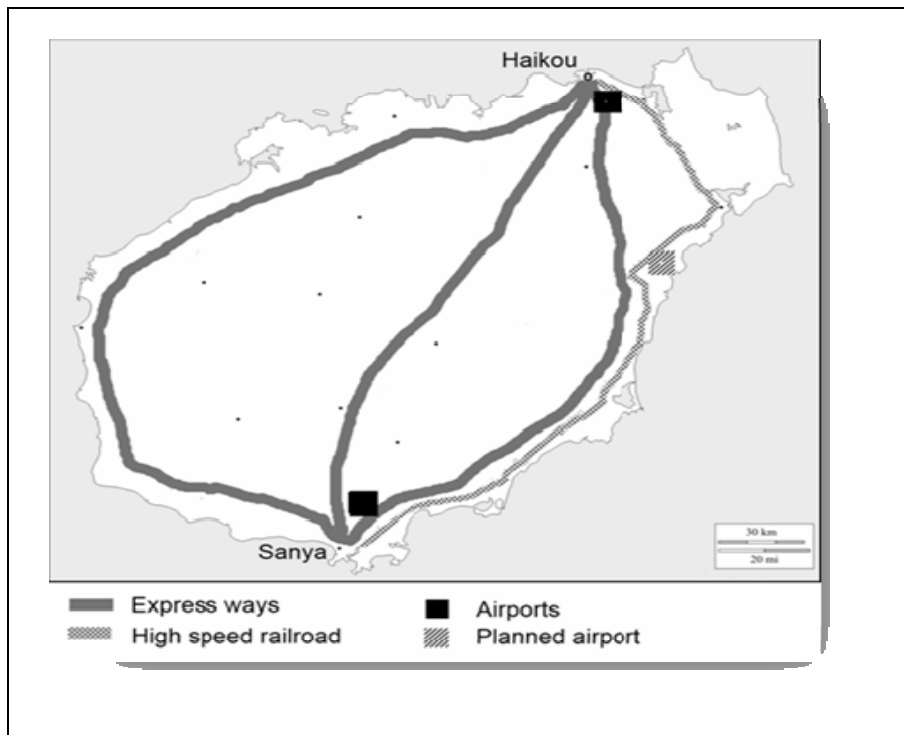 Haikou
Sanya
30 km
20 mi
Express ways
Airports
High speed railroad
Planned airport